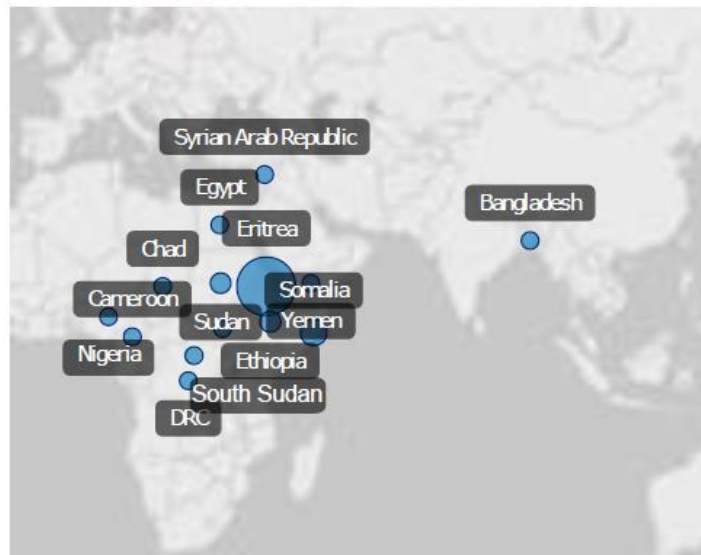 Syrian Arab Republic
Egypt
Bangladesh
Eritrea
Chad
Somalia
Cameroon
Sudan
Yemen
Nigeria
Ethiopia
South Sudan
DRC